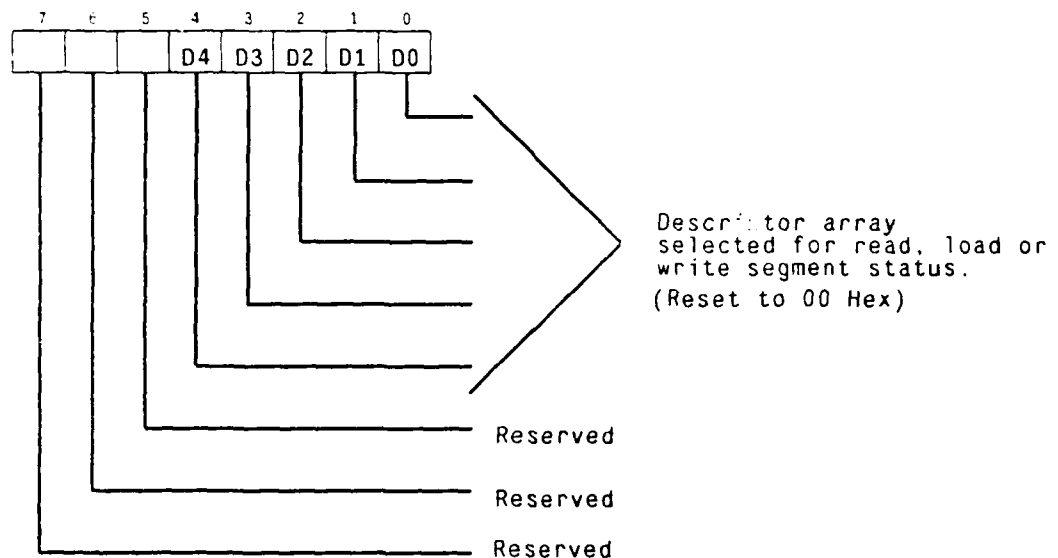 7 6 5 4 3 2 1 0
D4 D3 D2 D1 D0
array
selected for read, load or
write segment status.
(Reset to 00 Hex)
Reserved
Reserved
Reserved